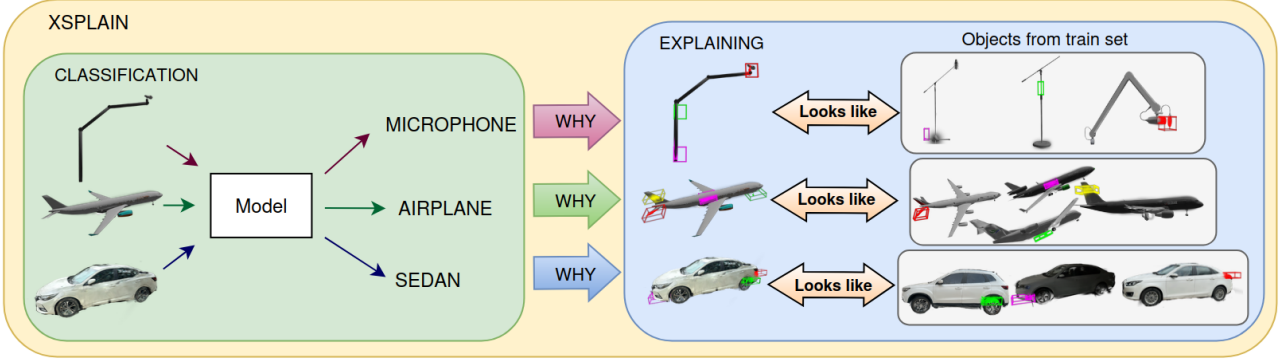 XSPLAIN
CLASSIFICATION
Model
MICROPHONE
AIRPLANE
SEDAN
WHY
WHY
WHY
EXPLAINING
Objects from train set
Looks like
Looks like
Looks like